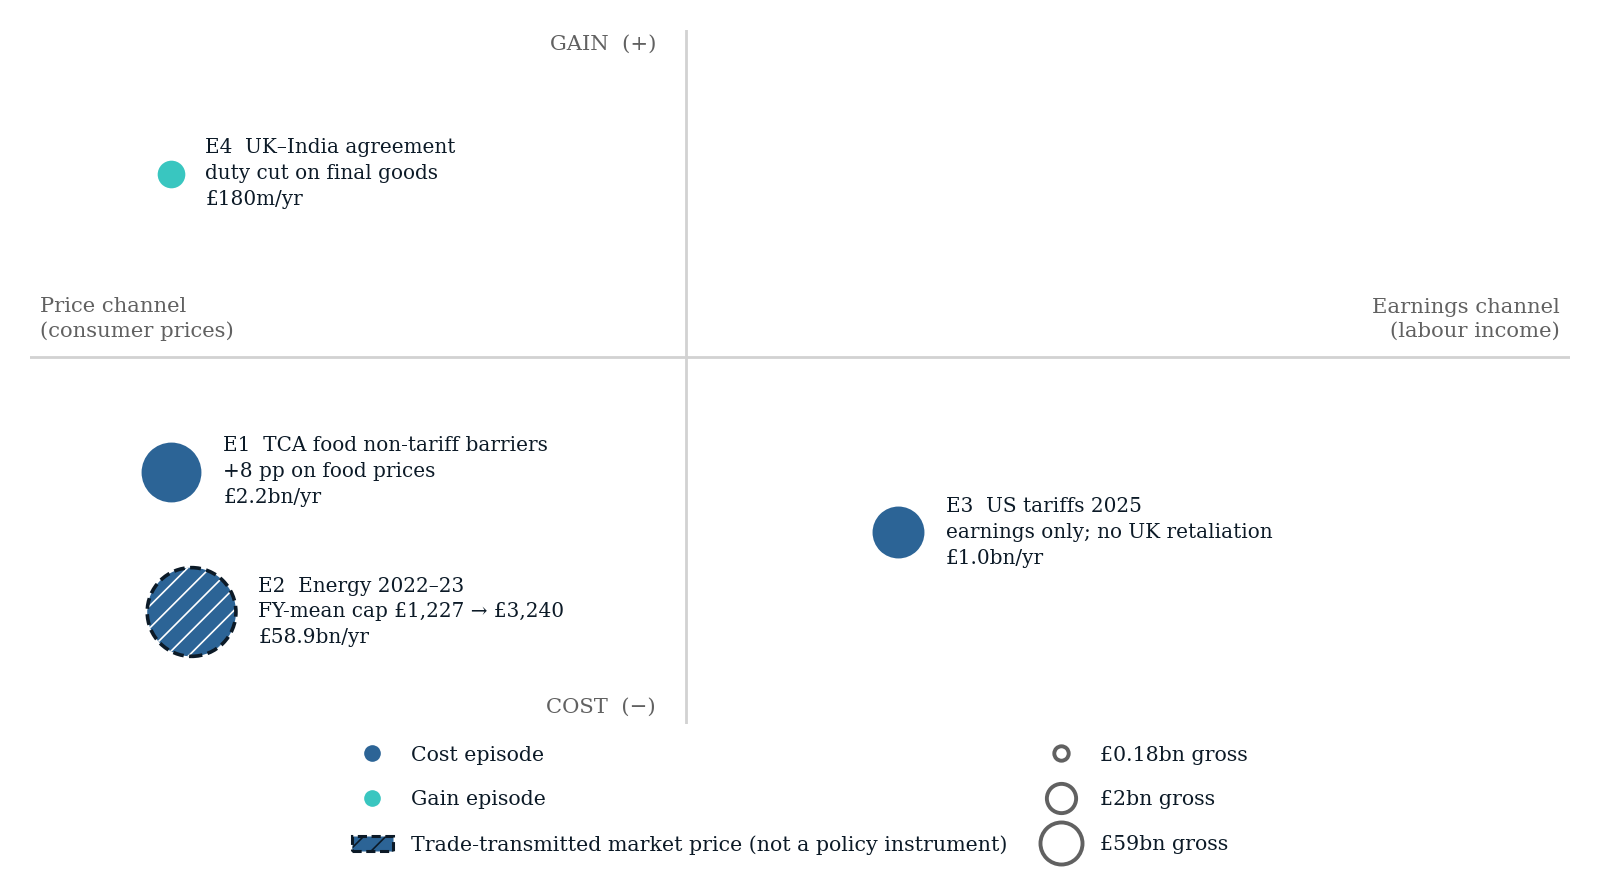 GAIN (+)
E4 UK–India agreement
duty cut on final goods
£180m/yr
Price channel
(consumer prices)
Earnings channel
(labour income)
E1 TCA food non-tariff barriers
+8 pp on food prices
£2.2bn/yr
E3 US tariffs 2025
earnings only; no UK retaliation
£1.0bn/yr
E2 Energy 2022–23
FY-mean cap £1,227 → £3,240
£58.9bn/yr
COST (−)
Cost episode
Gain episode
Trade-transmitted market price (not a policy instrument)
£0.18bn gross
£2bn gross
£59bn gross